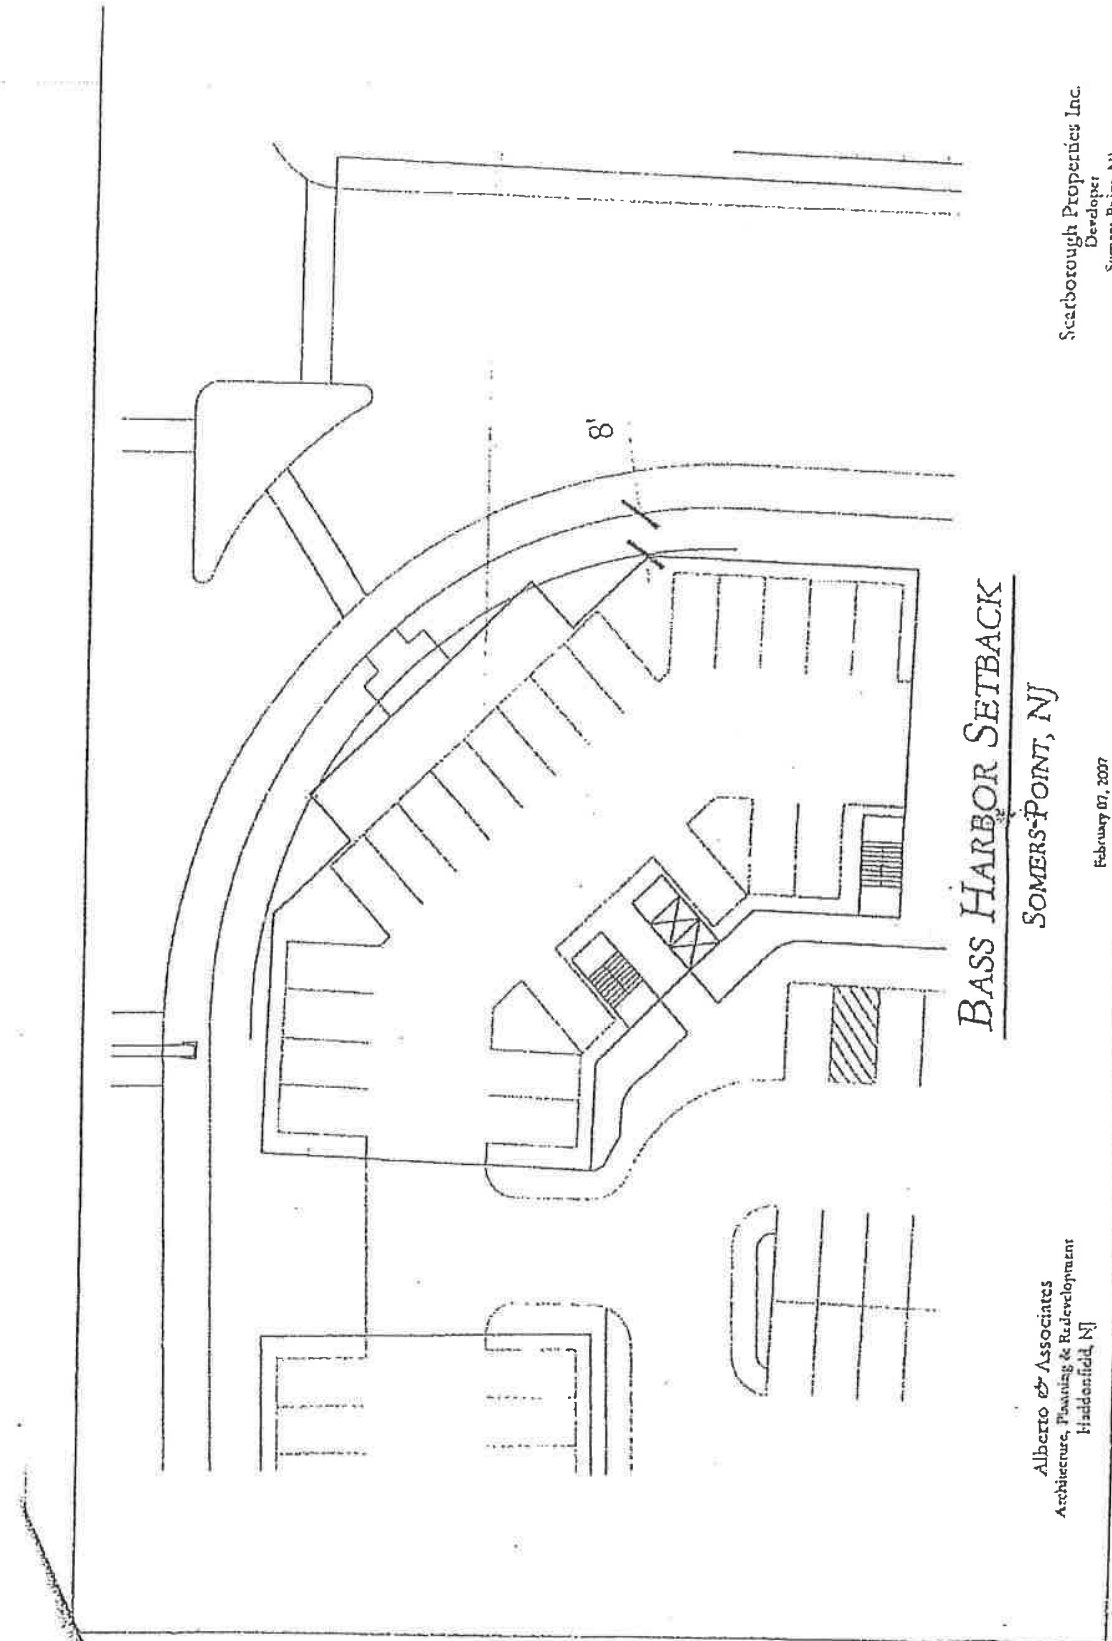 8'
BASS HARBOR SETBACK
SOMERS-POINT, NJ
February 07, 2007
Alberto & Associates
Architecture, Planning & Redevelopment
Haddonfield, NJ
Scarborough Properties Inc.
Developer